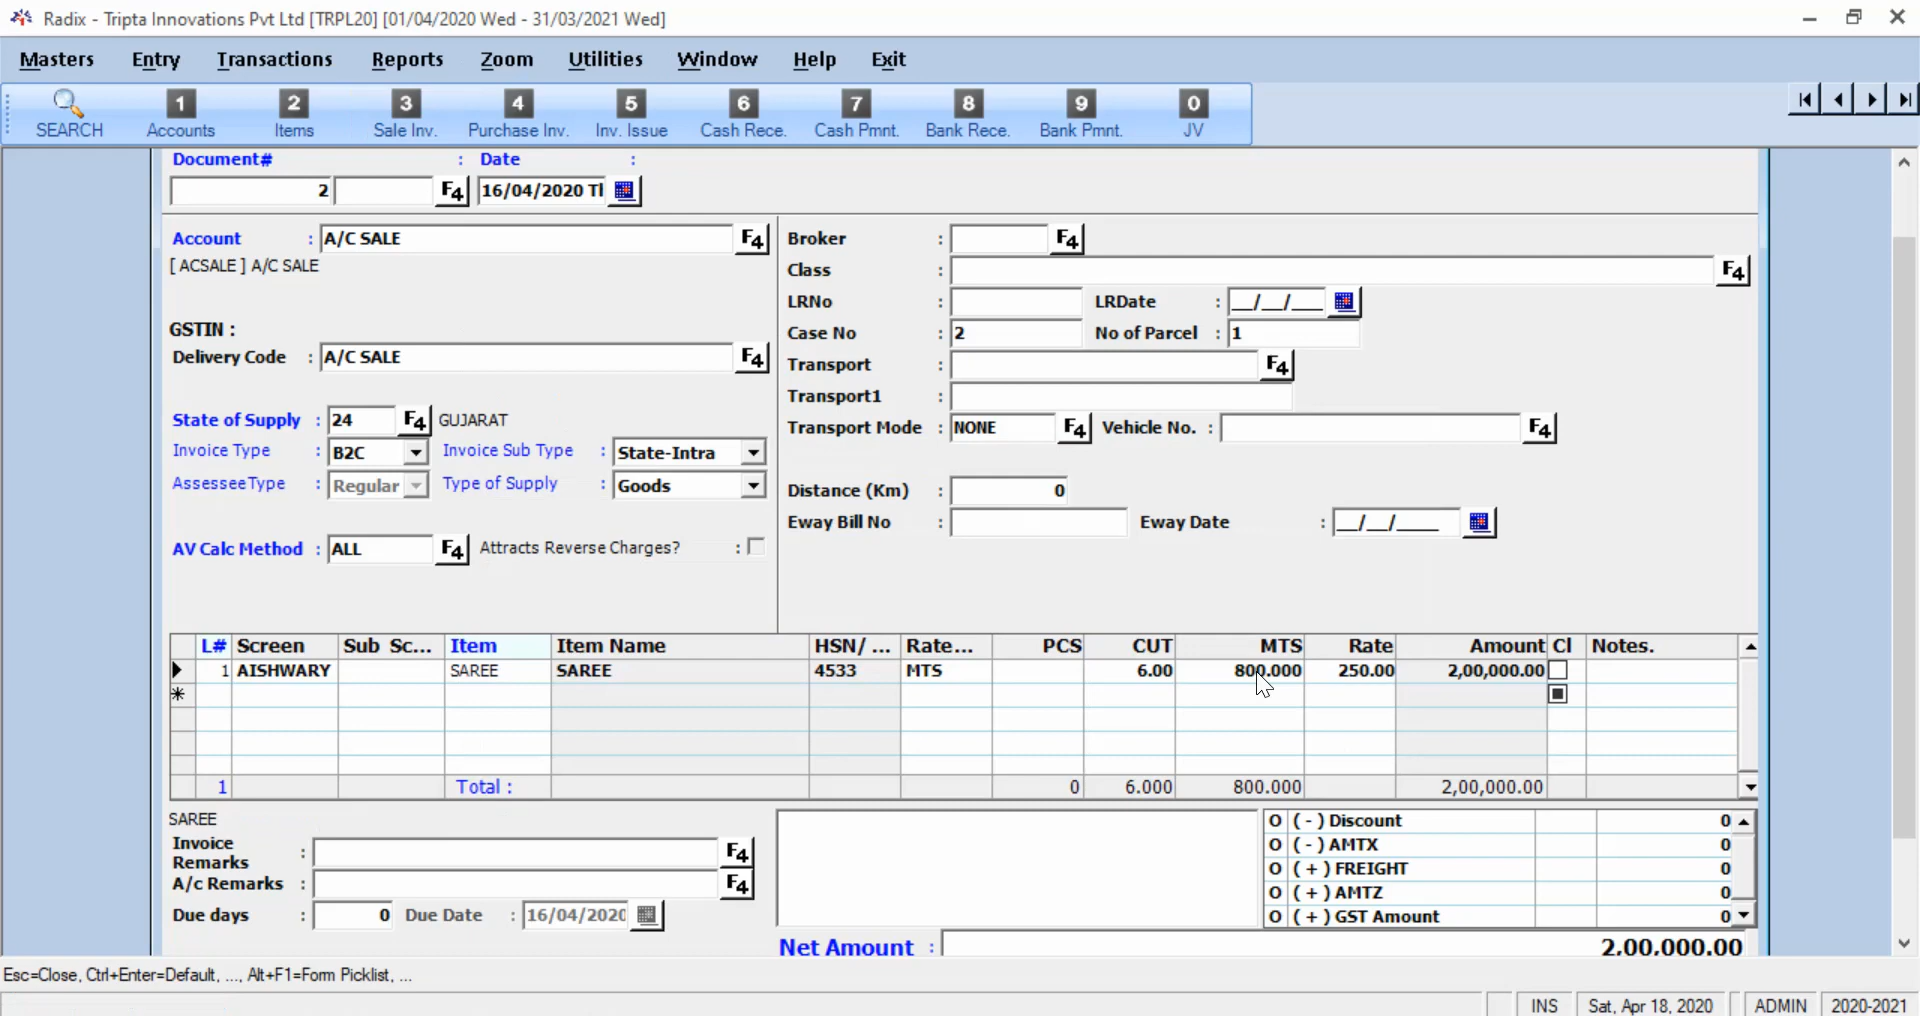 Radix - Tripta Innovations Pvt Ltd [TRPL20] [01/04/2020 Wed - 31/03/2021 Wed]
Masters Entry Transactions Reports Zoom Utilities Window Help Exit
1 2 3 4 5 6 7 8 9 0
SEARCH Accounts Items Sale Inv. Purchase Inv. Inv. Issue Cash Rece. Cash Pmnt. Bank Rece. Bank Pmnt. JV
Document# : Date :
2 F4 16/04/2020
Account : A/C SALE F4 Broker : F4
[ ACSALE ] A/C SALE Class : F4
LRNo : LRDate : __/__/___
GSTIN : Case No : 2 No of Parcel : 1
Delivery Code : A/C SALE F4 Transport : F4
Transport1 :
State of Supply : 24 F4 GUJARAT Transport Mode : NONE F4 Vehicle No. : F4
Invoice Type : B2C Invoice Sub Type : State-Intra
AssesseeType : Regular Type of Supply : Goods Distance (Km) : 0
Eway Bill No : Eway Date : __/__/____
AV Calc Method : ALL F4 Attracts Reverse Charges? :
L# Screen Sub Sc... Item Item Name HSN/ ... Rate... PCS CUT MTS Rate Amount Cl Notes.
1 AISHWARY SAREE SAREE 4533 MTS 6.00 800.000 250.00 2,00,000.00
*
1 Total : 0 6.000 800.000 2,00,000.00
SAREE O ( - ) Discount 0
Invoice Remarks : F4 O ( - ) AMTX 0
A/c Remarks : F4 O ( + ) FREIGHT 0
O ( + ) AMTZ 0
Due days : 0 Due Date : 16/04/2020 O ( + ) GST Amount 0
Net Amount : 2,00,000.00
Esc=Close, Ctrl+Enter=Default, ..., Alt+F1=Form Picklist, ...
INS Sat, Apr 18, 2020 ADMIN 2020-2021